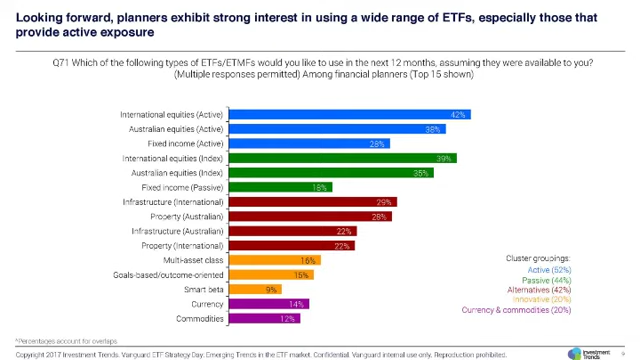 Looking forward, planners exhibit strong interest in using a wide range of ETFs, especially those that
provide active exposure
Q71 Which of the following types of ETFs/ETMFs would you like to use in the next 12 months, assuming they were available to you?
(Multiple responses permitted) Among financial planners (Top 15 shown)
International equities (Active) 42%
Australian equities (Active) 38%
Fixed income (Active) 28%
International equities (Index) 39%
Australian equities (Index) 35%
Fixed income (Passive) 18%
Infrastructure (International) 29%
Property (Australian) 28%
Infrastructure (Australian) 22%
Property (International) 22%
Multi-asset class 16%
Goals-based/outcome-oriented 15%
Smart beta 9%
Currency 14%
Commodities 12%
Cluster groupings:
Active (52%)
Passive (44%)
Alternatives (42%)
Innovative (20%)
Currency & commodities (20%)
^Percentages account for overlaps
Copyright 2017 Investment Trends. Vanguard ETF Strategy Day: Emerging Trends in the ETF market. Confidential. Vanguard internal use only. Reproduction prohibited.
Investment
Trends
9